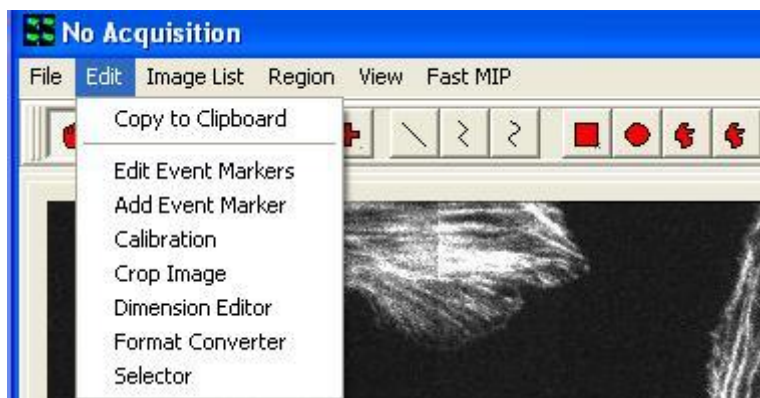 No Acquisition
File Edit Image List Region View Fast MIP
Copy to Clipboard
Edit Event Markers
Add Event Marker
Calibration
Crop Image
Dimension Editor
Format Converter
Selector